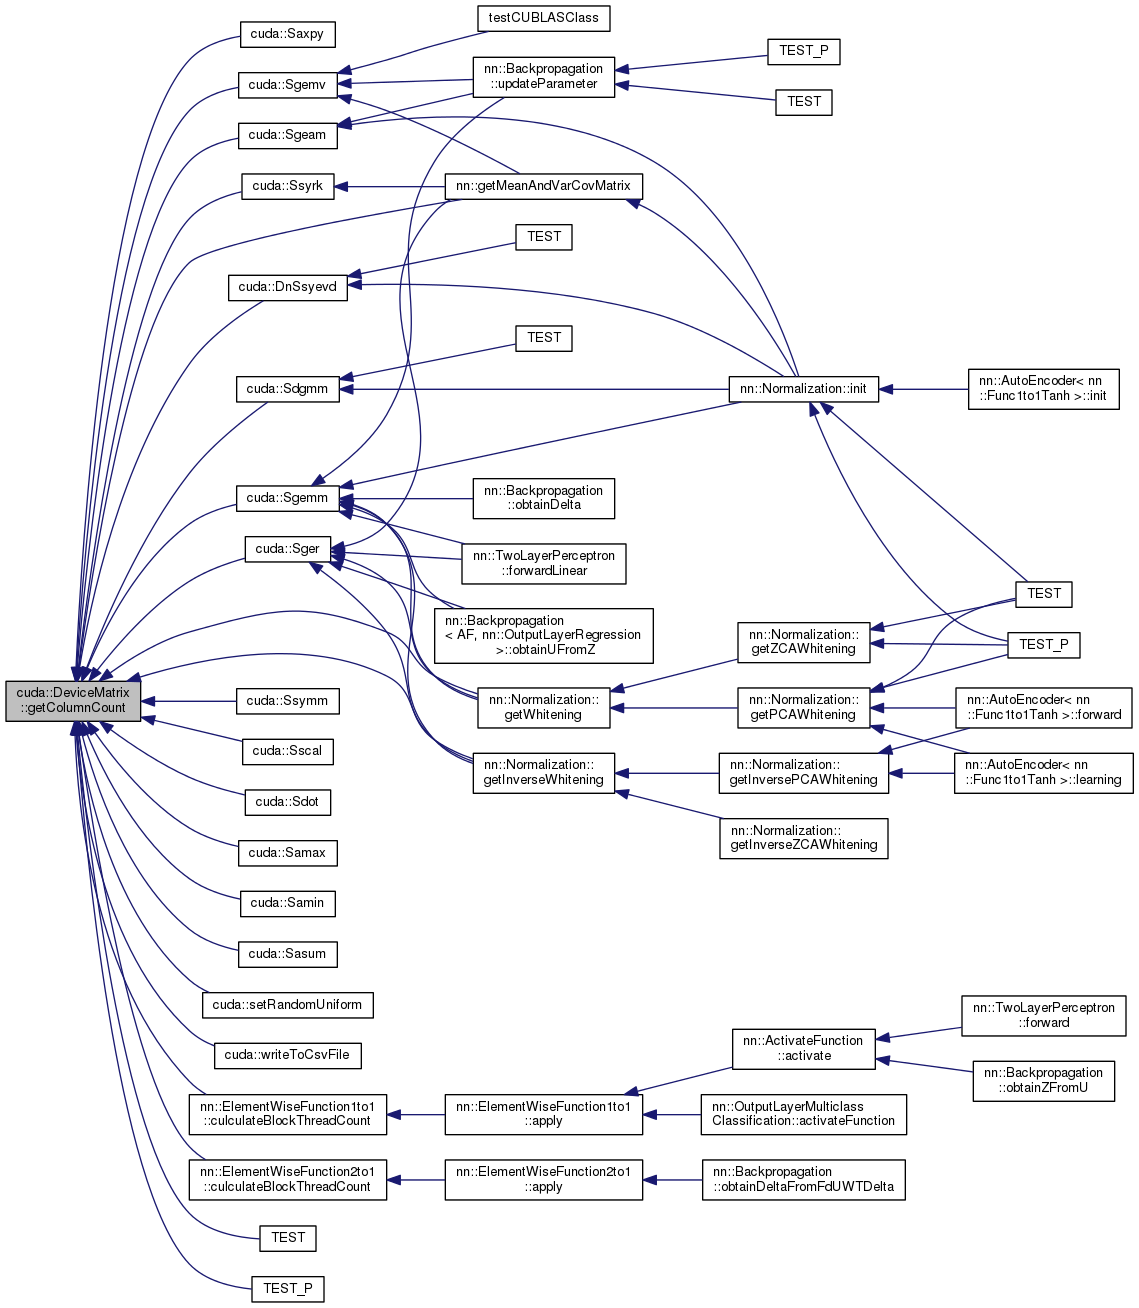 cuda::DeviceMatrix
::getColumnCount
cuda::Saxpy
cuda::Sgemv
cuda::Sgeam
cuda::Ssyrk
cuda::DnSsyevd
cuda::Sdgmm
cuda::Sgemm
cuda::Sger
cuda::Ssymm
cuda::Sscal
cuda::Sdot
cuda::Samax
cuda::Samin
cuda::Sasum
cuda::setRandomUniform
cuda::writeToCsvFile
nn::ElementWiseFunction1to1
::culculateBlockThreadCount
nn::ElementWiseFunction2to1
::culculateBlockThreadCount
TEST
TEST_P
testCUBLASClass
nn::Backpropagation
::updateParameter
nn::getMeanAndVarCovMatrix
TEST
TEST
nn::Backpropagation
::obtainDelta
nn::TwoLayerPerceptron
::forwardLinear
nn::Backpropagation
< AF, nn::OutputLayerRegression
>::obtainUFromZ
nn::Normalization::
getWhitening
nn::Normalization::
getInverseWhitening
nn::ElementWiseFunction1to1
::apply
nn::ElementWiseFunction2to1
::apply
TEST_P
TEST
nn::Normalization::init
nn::Normalization::
getZCAWhitening
nn::Normalization::
getPCAWhitening
nn::Normalization::
getInversePCAWhitening
nn::Normalization::
getInverseZCAWhitening
nn::ActivateFunction
::activate
nn::OutputLayerMulticlass
Classification::activateFunction
nn::Backpropagation
::obtainDeltaFromFdUWTDelta
nn::AutoEncoder< nn
::Func1to1Tanh >::init
TEST
TEST_P
nn::AutoEncoder< nn
::Func1to1Tanh >::forward
nn::AutoEncoder< nn
::Func1to1Tanh >::learning
nn::TwoLayerPerceptron
::forward
nn::Backpropagation
::obtainZFromU